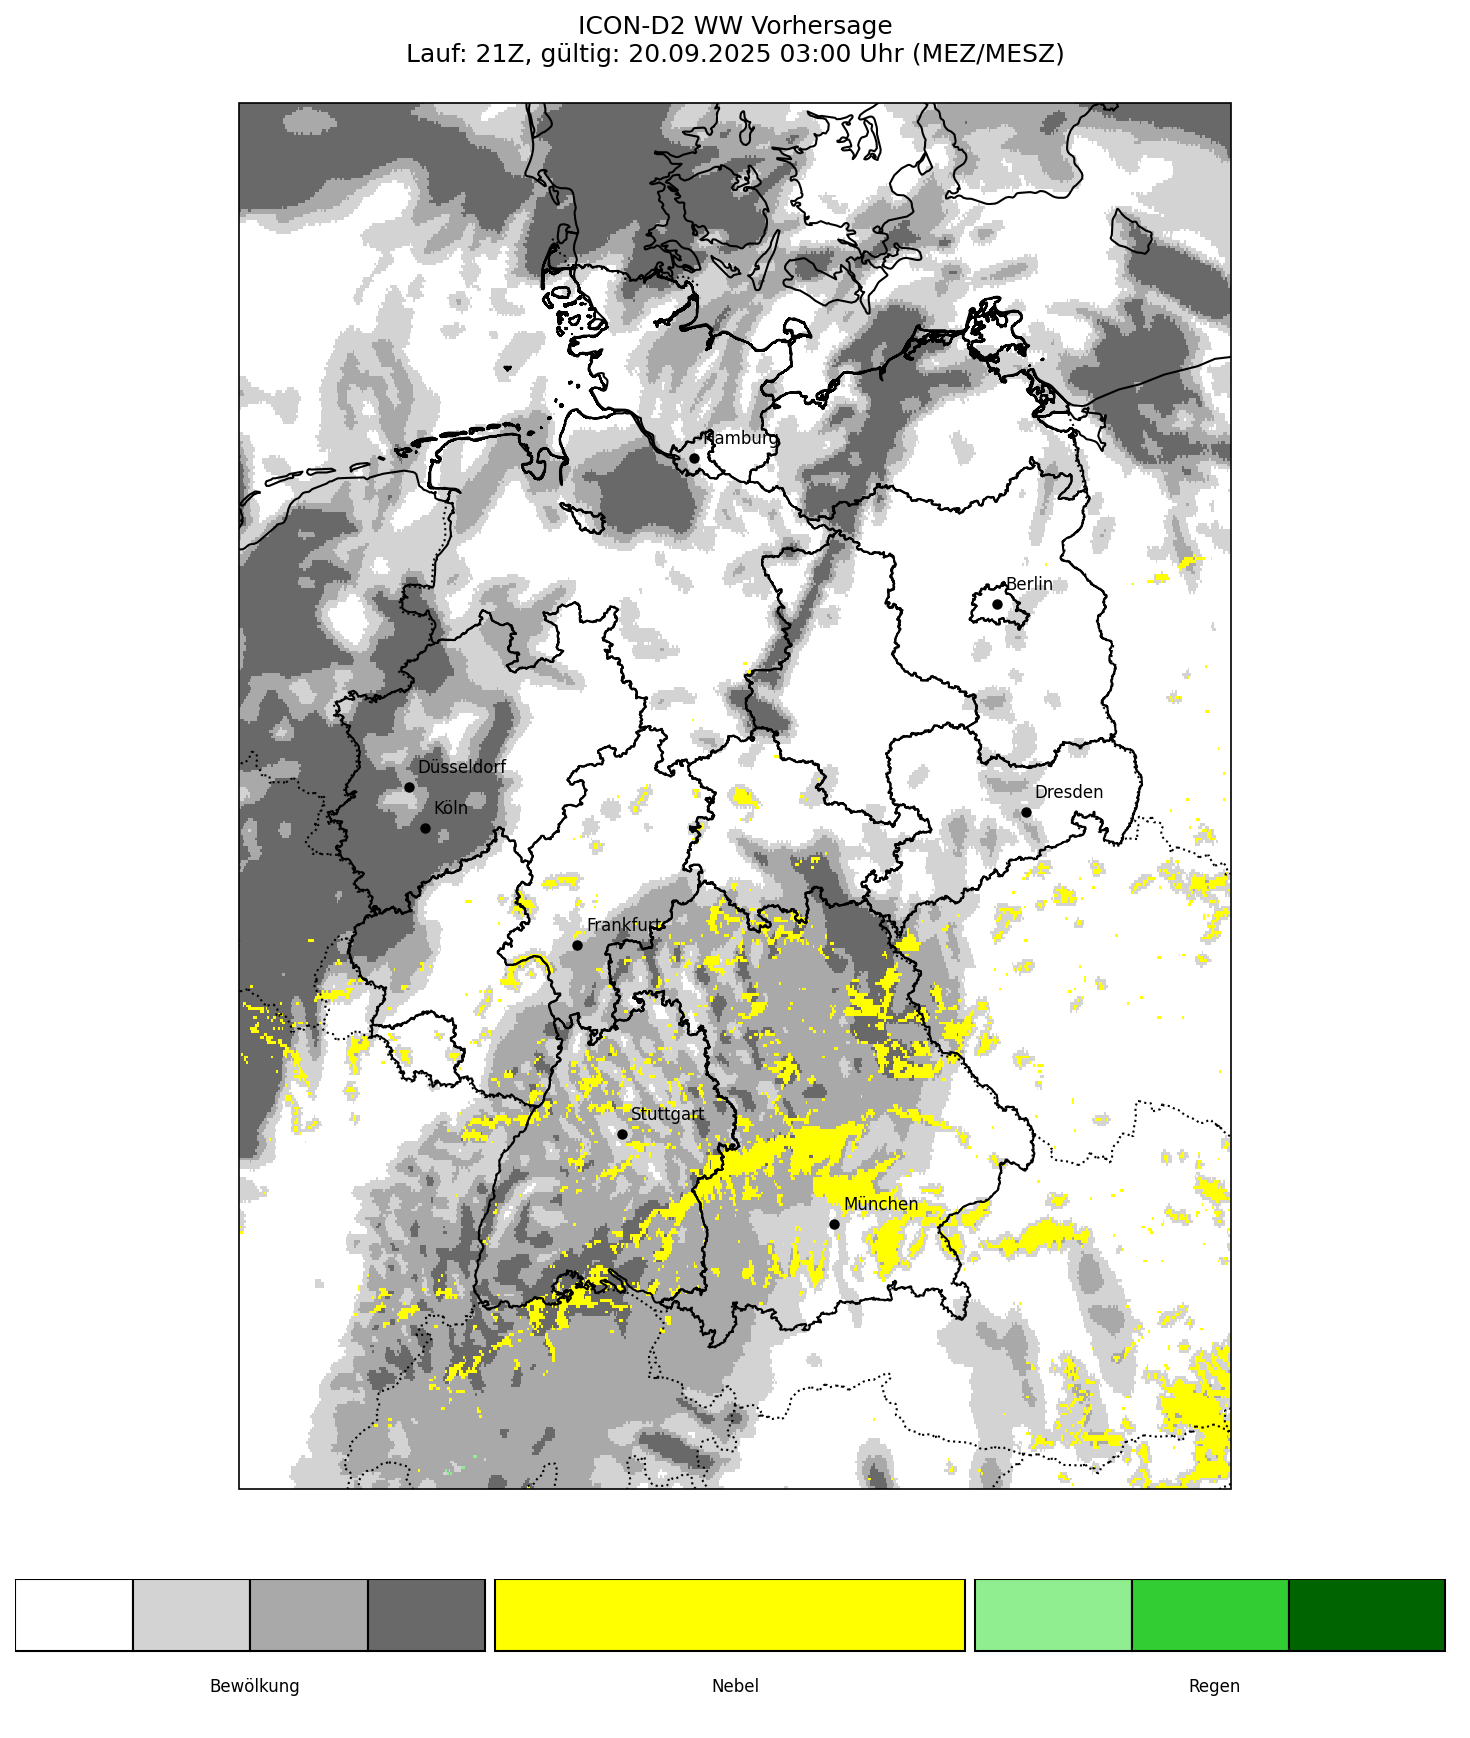 ICON-D2 WW Vorhersage
Lauf: 21Z, gültig: 20.09.2025 03:00 Uhr (MEZ/MESZ)
Hamburg
Berlin
Düsseldorf
Köln
Dresden
Frankfurt
Stuttgart
München
Bewölkung
Nebel
Regen